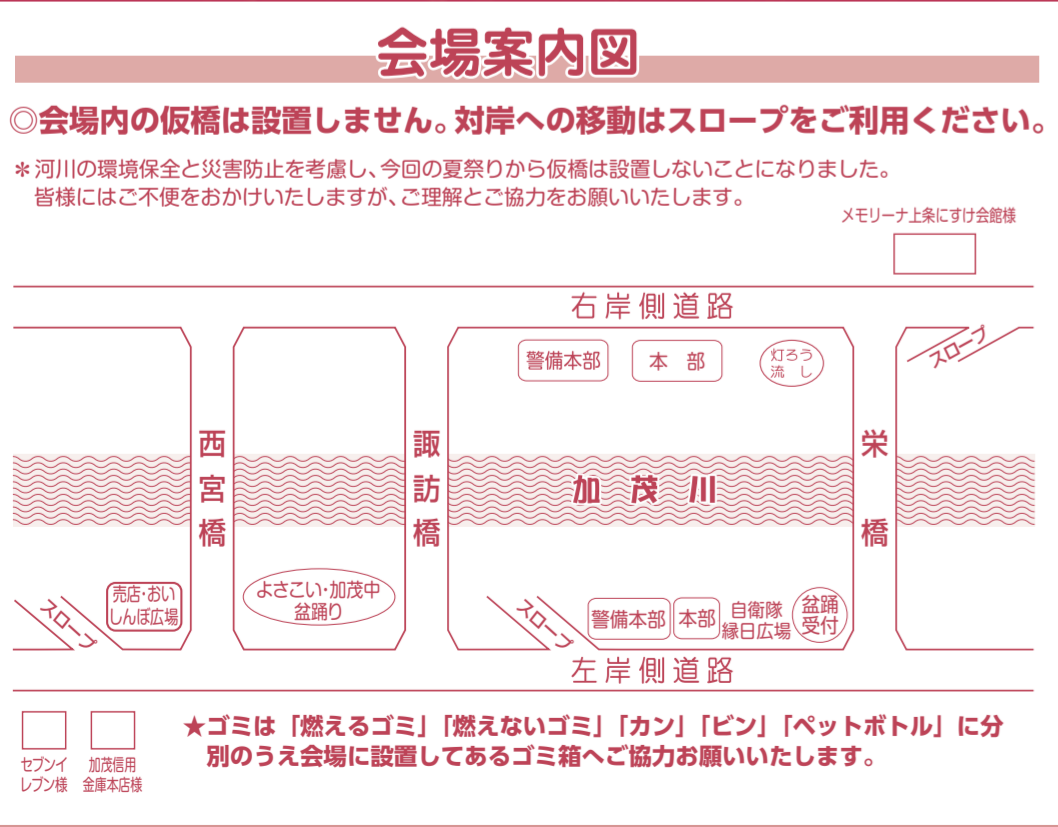 会場案内図
◎会場内の仮橋は設置しません。対岸への移動はスロープをご利用ください。
＊河川の環境保全と災害防止を考慮し、今回の夏祭りから仮橋は設置しないことになりました。
皆様にはご不便をおかけいたしますが、ご理解とご協力をお願いいたします。
メモリーナ上条にすけ会館様
右岸側道路
警備本部
本部
灯ろう
流し
スロープ
西宮橋
諏訪橋
加茂川
栄橋
スロープ
売店・おい
しんぼ広場
よさこい・加茂中
盆踊り
スロープ
警備本部
本部
自衛隊
縁日広場
盆踊
受付
左岸側道路
セブンイ
レブン様
加茂信用
金庫本店様
★ゴミは「燃えるゴミ」「燃えないゴミ」「カン」「ビン」「ペットボトル」に分
別のうえ会場に設置してあるゴミ箱へご協力お願いいたします。